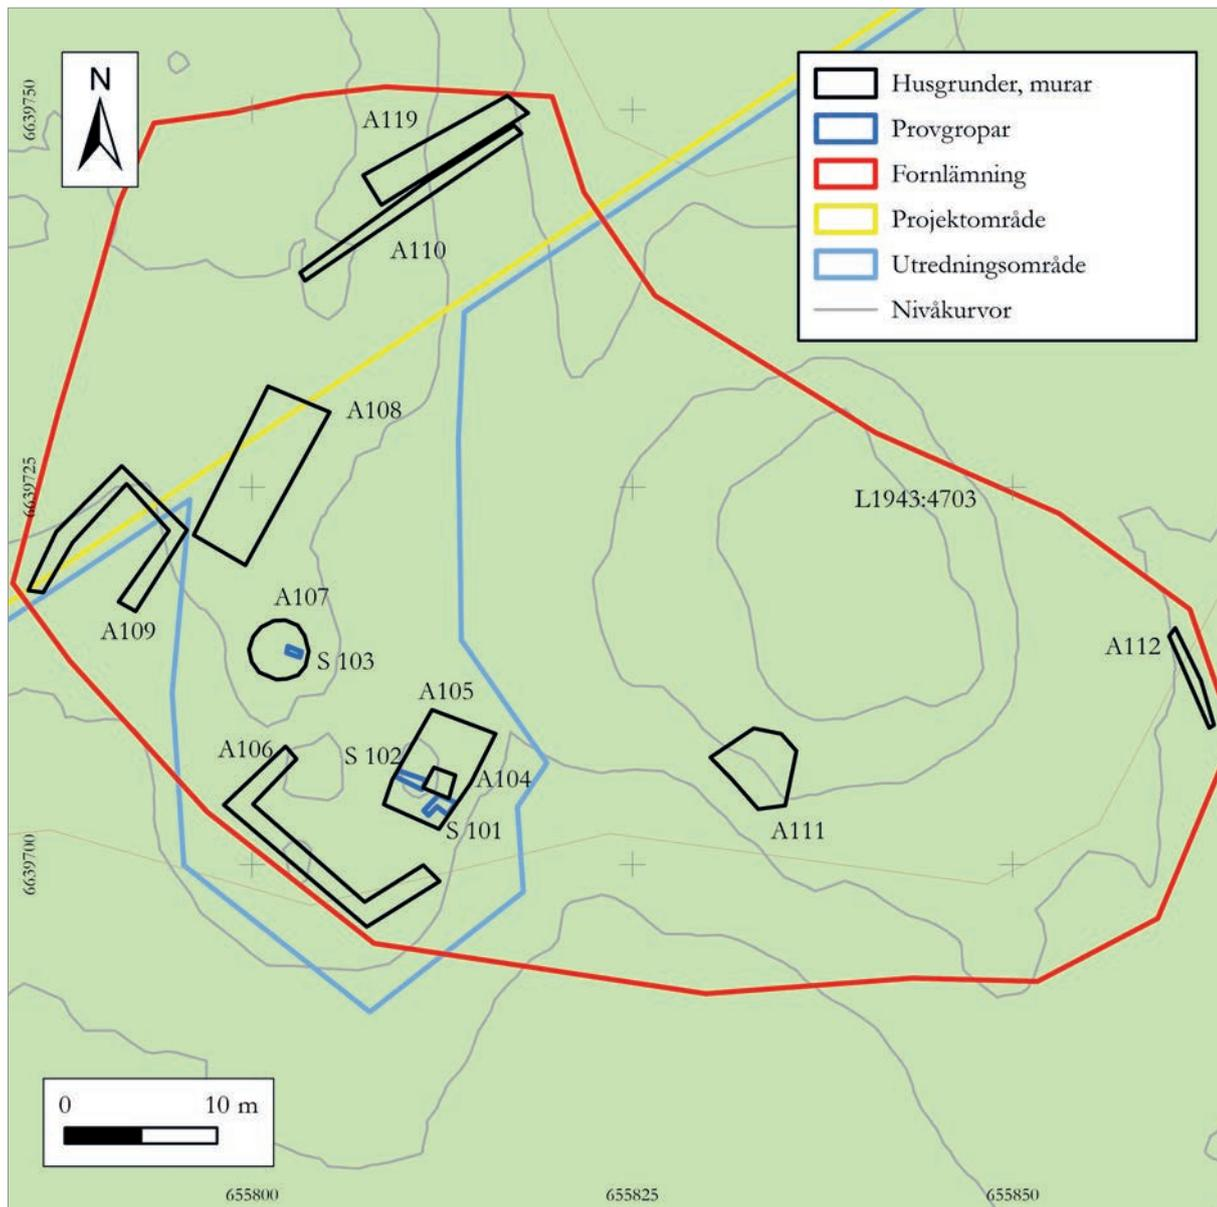 N
6639750
A119
A110
Husgrunder, murar
Provgropar
Fornlämning
Projektområde
Utredningsområde
Nivåkurvor
A108
6639725
L1943:4703
A107
A109
S 103
A112
A105
A106
S 102
A104
S 101
A111
6639700
0 10 m
655800 655825 655850